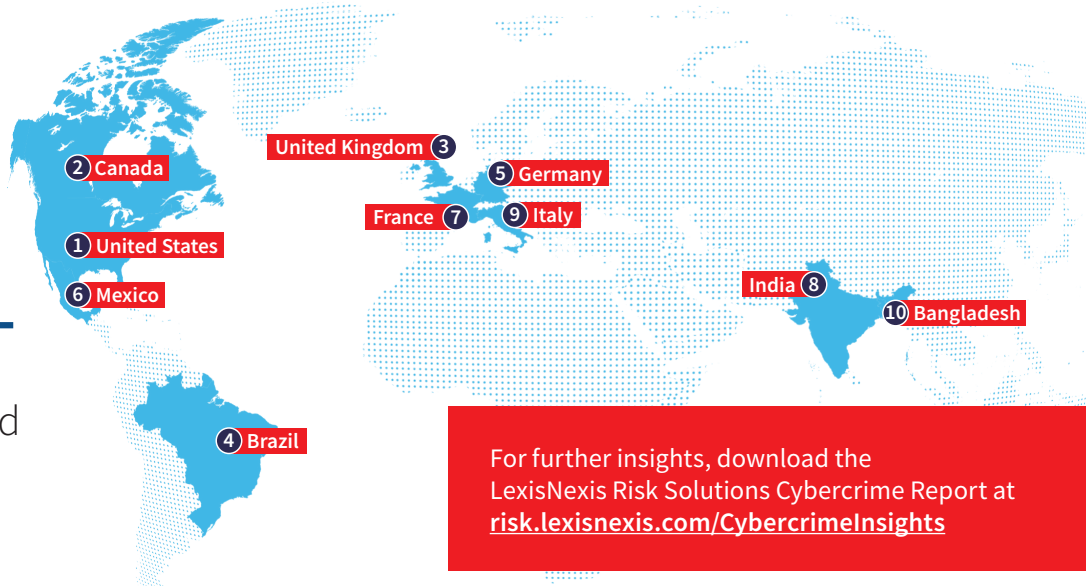 United Kingdom 3
2 Canada
5 Germany
France 7
9 Italy
1 United States
India 8
6 Mexico
10 Bangladesh
d
4 Brazil
For further insights, download the
LexisNexis Risk Solutions Cybercrime Report at
risk.lexisnexis.com/CybercrimeInsights